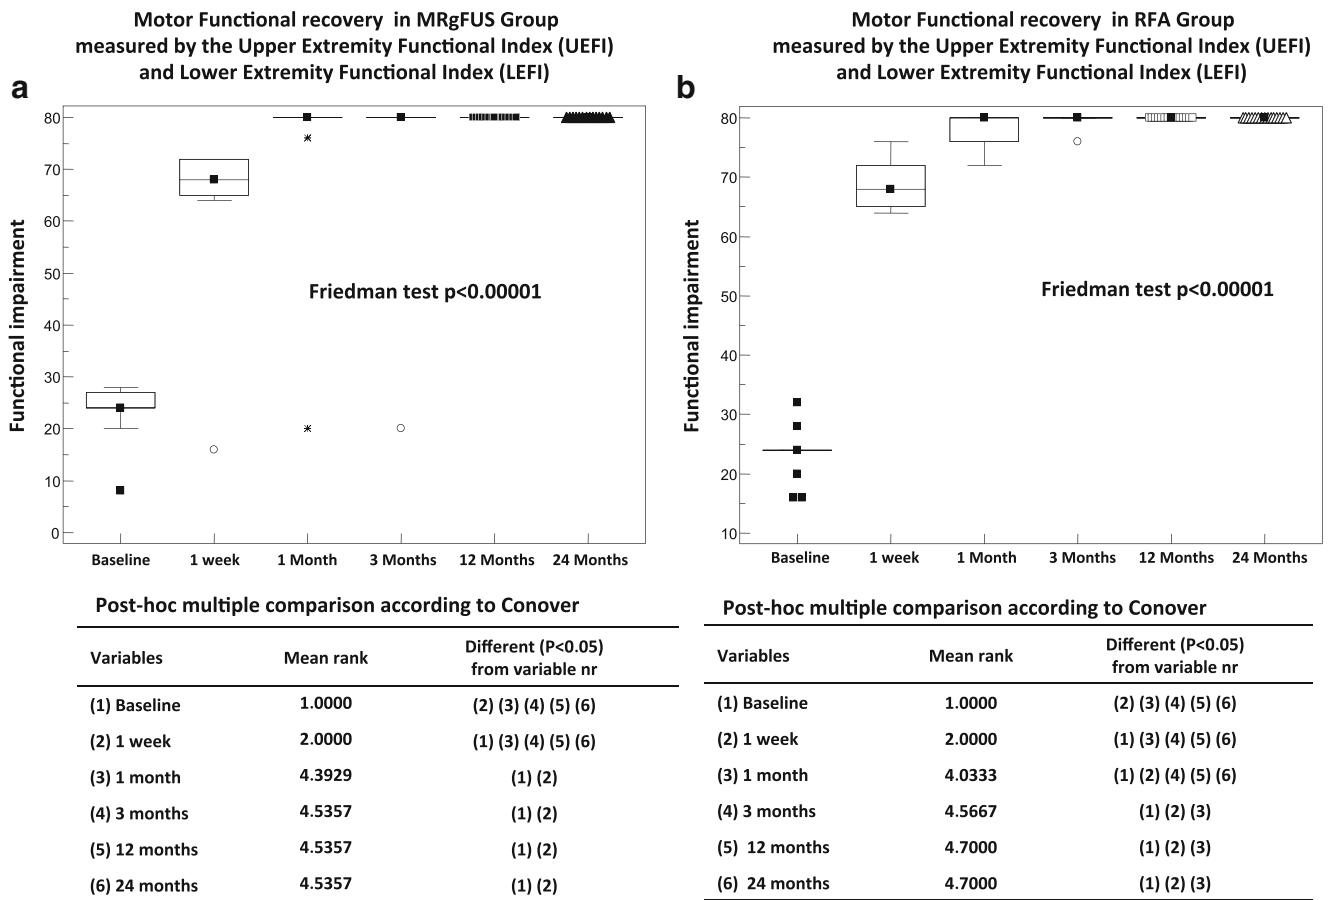 Motor Functional recovery in MRgFUS Group
measured by the Upper Extremity Functional Index (UEFI)
and Lower Extremity Functional Index (LEFI)
a
Functional impairment
80
70
60
50
40
30
20
10
0
Friedman test p<0.00001
Baseline 1 week 1 Month 3 Months 12 Months 24 Months
Post-hoc multiple comparison according to Conover
Variables Mean rank Different (P<0.05)
from variable nr
(1) Baseline 1.0000 (2) (3) (4) (5) (6)
(2) 1 week 2.0000 (1) (3) (4) (5) (6)
(3) 1 month 4.3929 (1) (2)
(4) 3 months 4.5357 (1) (2)
(5) 12 months 4.5357 (1) (2)
(6) 24 months 4.5357 (1) (2)
Motor Functional recovery in RFA Group
measured by the Upper Extremity Functional Index (UEFI)
and Lower Extremity Functional Index (LEFI)
b
Functional impairment
80
70
60
50
40
30
20
10
Friedman test p<0.00001
Baseline 1 week 1 Month 3 Months 12 Months 24 Months
Post-hoc multiple comparison according to Conover
Variables Mean rank Different (P<0.05)
from variable nr
(1) Baseline 1.0000 (2) (3) (4) (5) (6)
(2) 1 week 2.0000 (1) (3) (4) (5) (6)
(3) 1 month 4.0333 (1) (2) (4) (5) (6)
(4) 3 months 4.5667 (1) (2) (3)
(5) 12 months 4.7000 (1) (2) (3)
(6) 24 months 4.7000 (1) (2) (3)